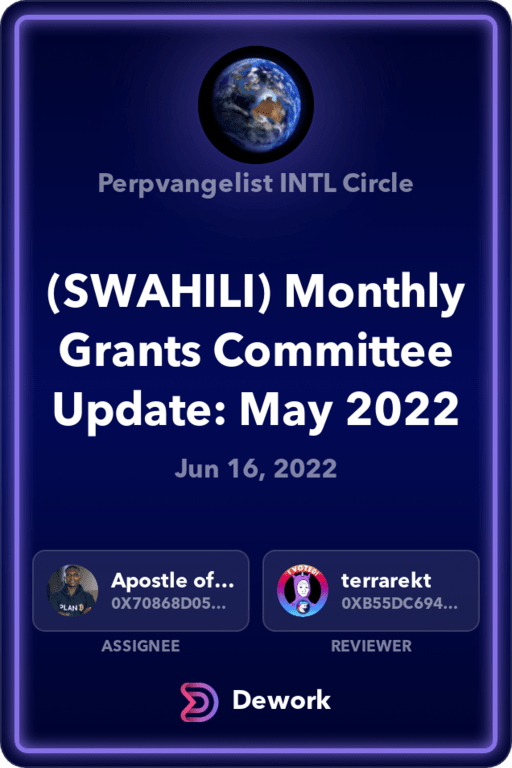 Perpvangelist INTL Circle
(SWAHILI) Monthly
Grants Committee
Update: May 2022
Jun 16, 2022
Apostle of...
0X70868D05...
ASSIGNEE
I VOTED!
terrarekt
0XB55DC694...
REVIEWER
Dework
PLAN